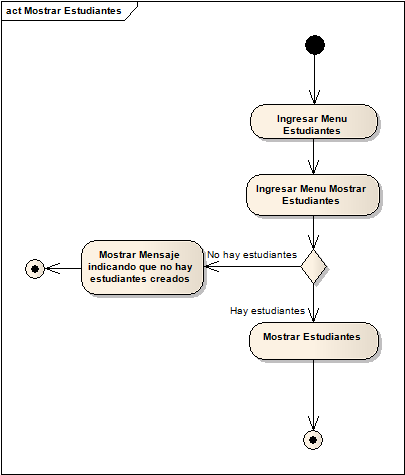 act Mostrar Estudiantes
Ingresar Menu
Estudiantes
Ingresar Menu Mostrar
Estudiantes
No hay estudiantes
Mostrar Mensaje
indicando que no hay
estudiantes creados
Hay estudiantes
Mostrar Estudiantes